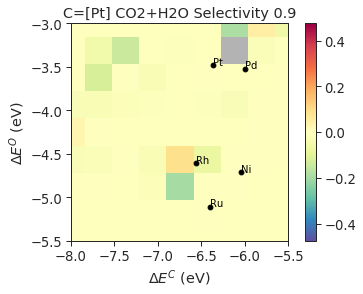 C=[Pt] CO2+H2O Selectivity 0.9
−3.0
−3.5
−4.0
−4.5
−5.0
−5.5
ΔE^O (eV)
Pt
Pd
Rh
Ni
Ru
−8.0 −7.5 −7.0 −6.5 −6.0 −5.5
ΔE^C (eV)
0.4
0.2
0.0
−0.2
−0.4